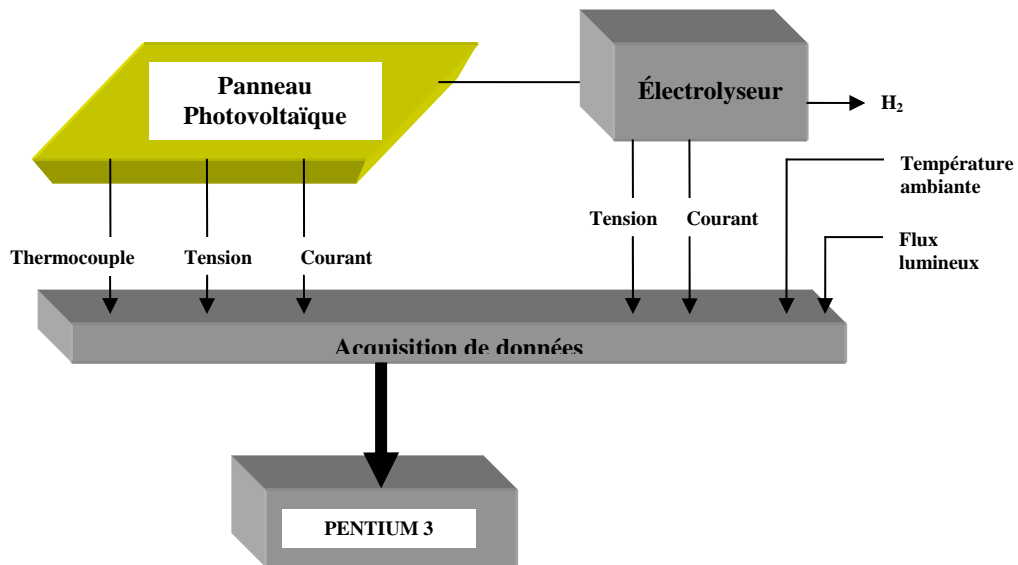 Panneau
Photovoltaïque
Électrolyseur
H₂
Température
ambiante
Tension
Courant
Flux
lumineux
Thermocouple
Tension
Courant
Acquisition de données
PENTIUM 3